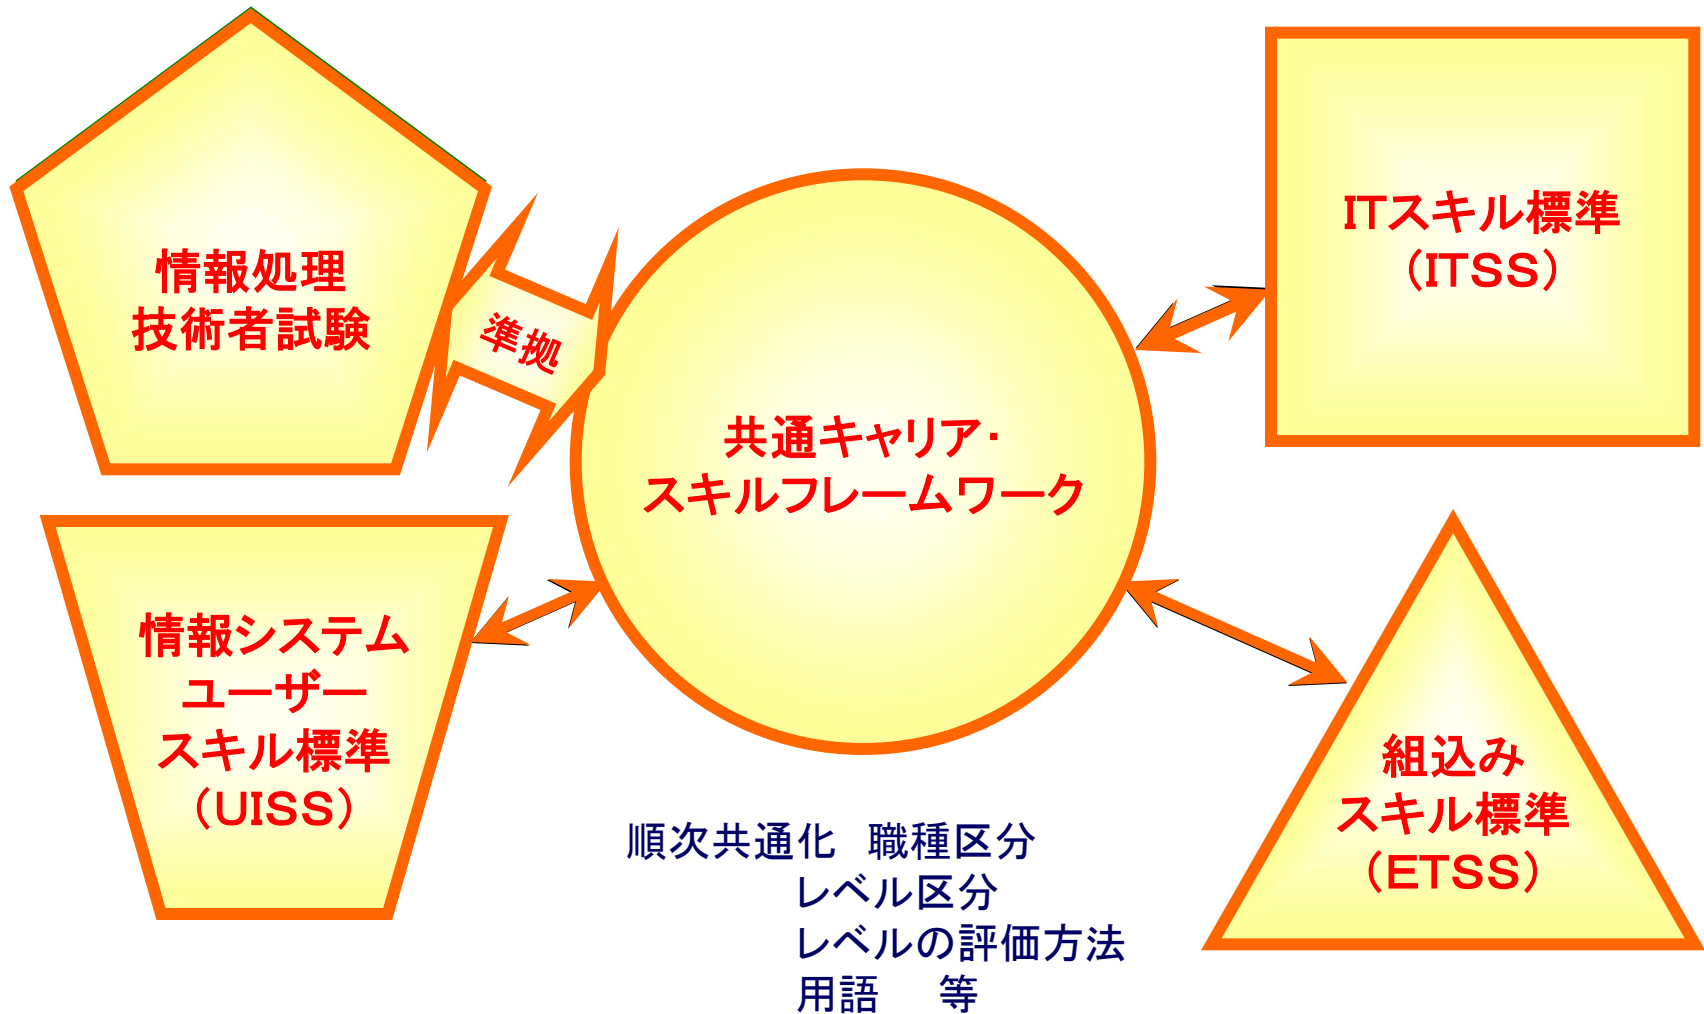 情報処理
技術者試験
準拠
共通キャリア・
スキルフレームワーク
ITスキル標準
（ITSS）
情報システム
ユーザー
スキル標準
（UISS）
組込み
スキル標準
（ETSS）
順次共通化　職種区分
レベル区分
レベルの評価方法
用語　等